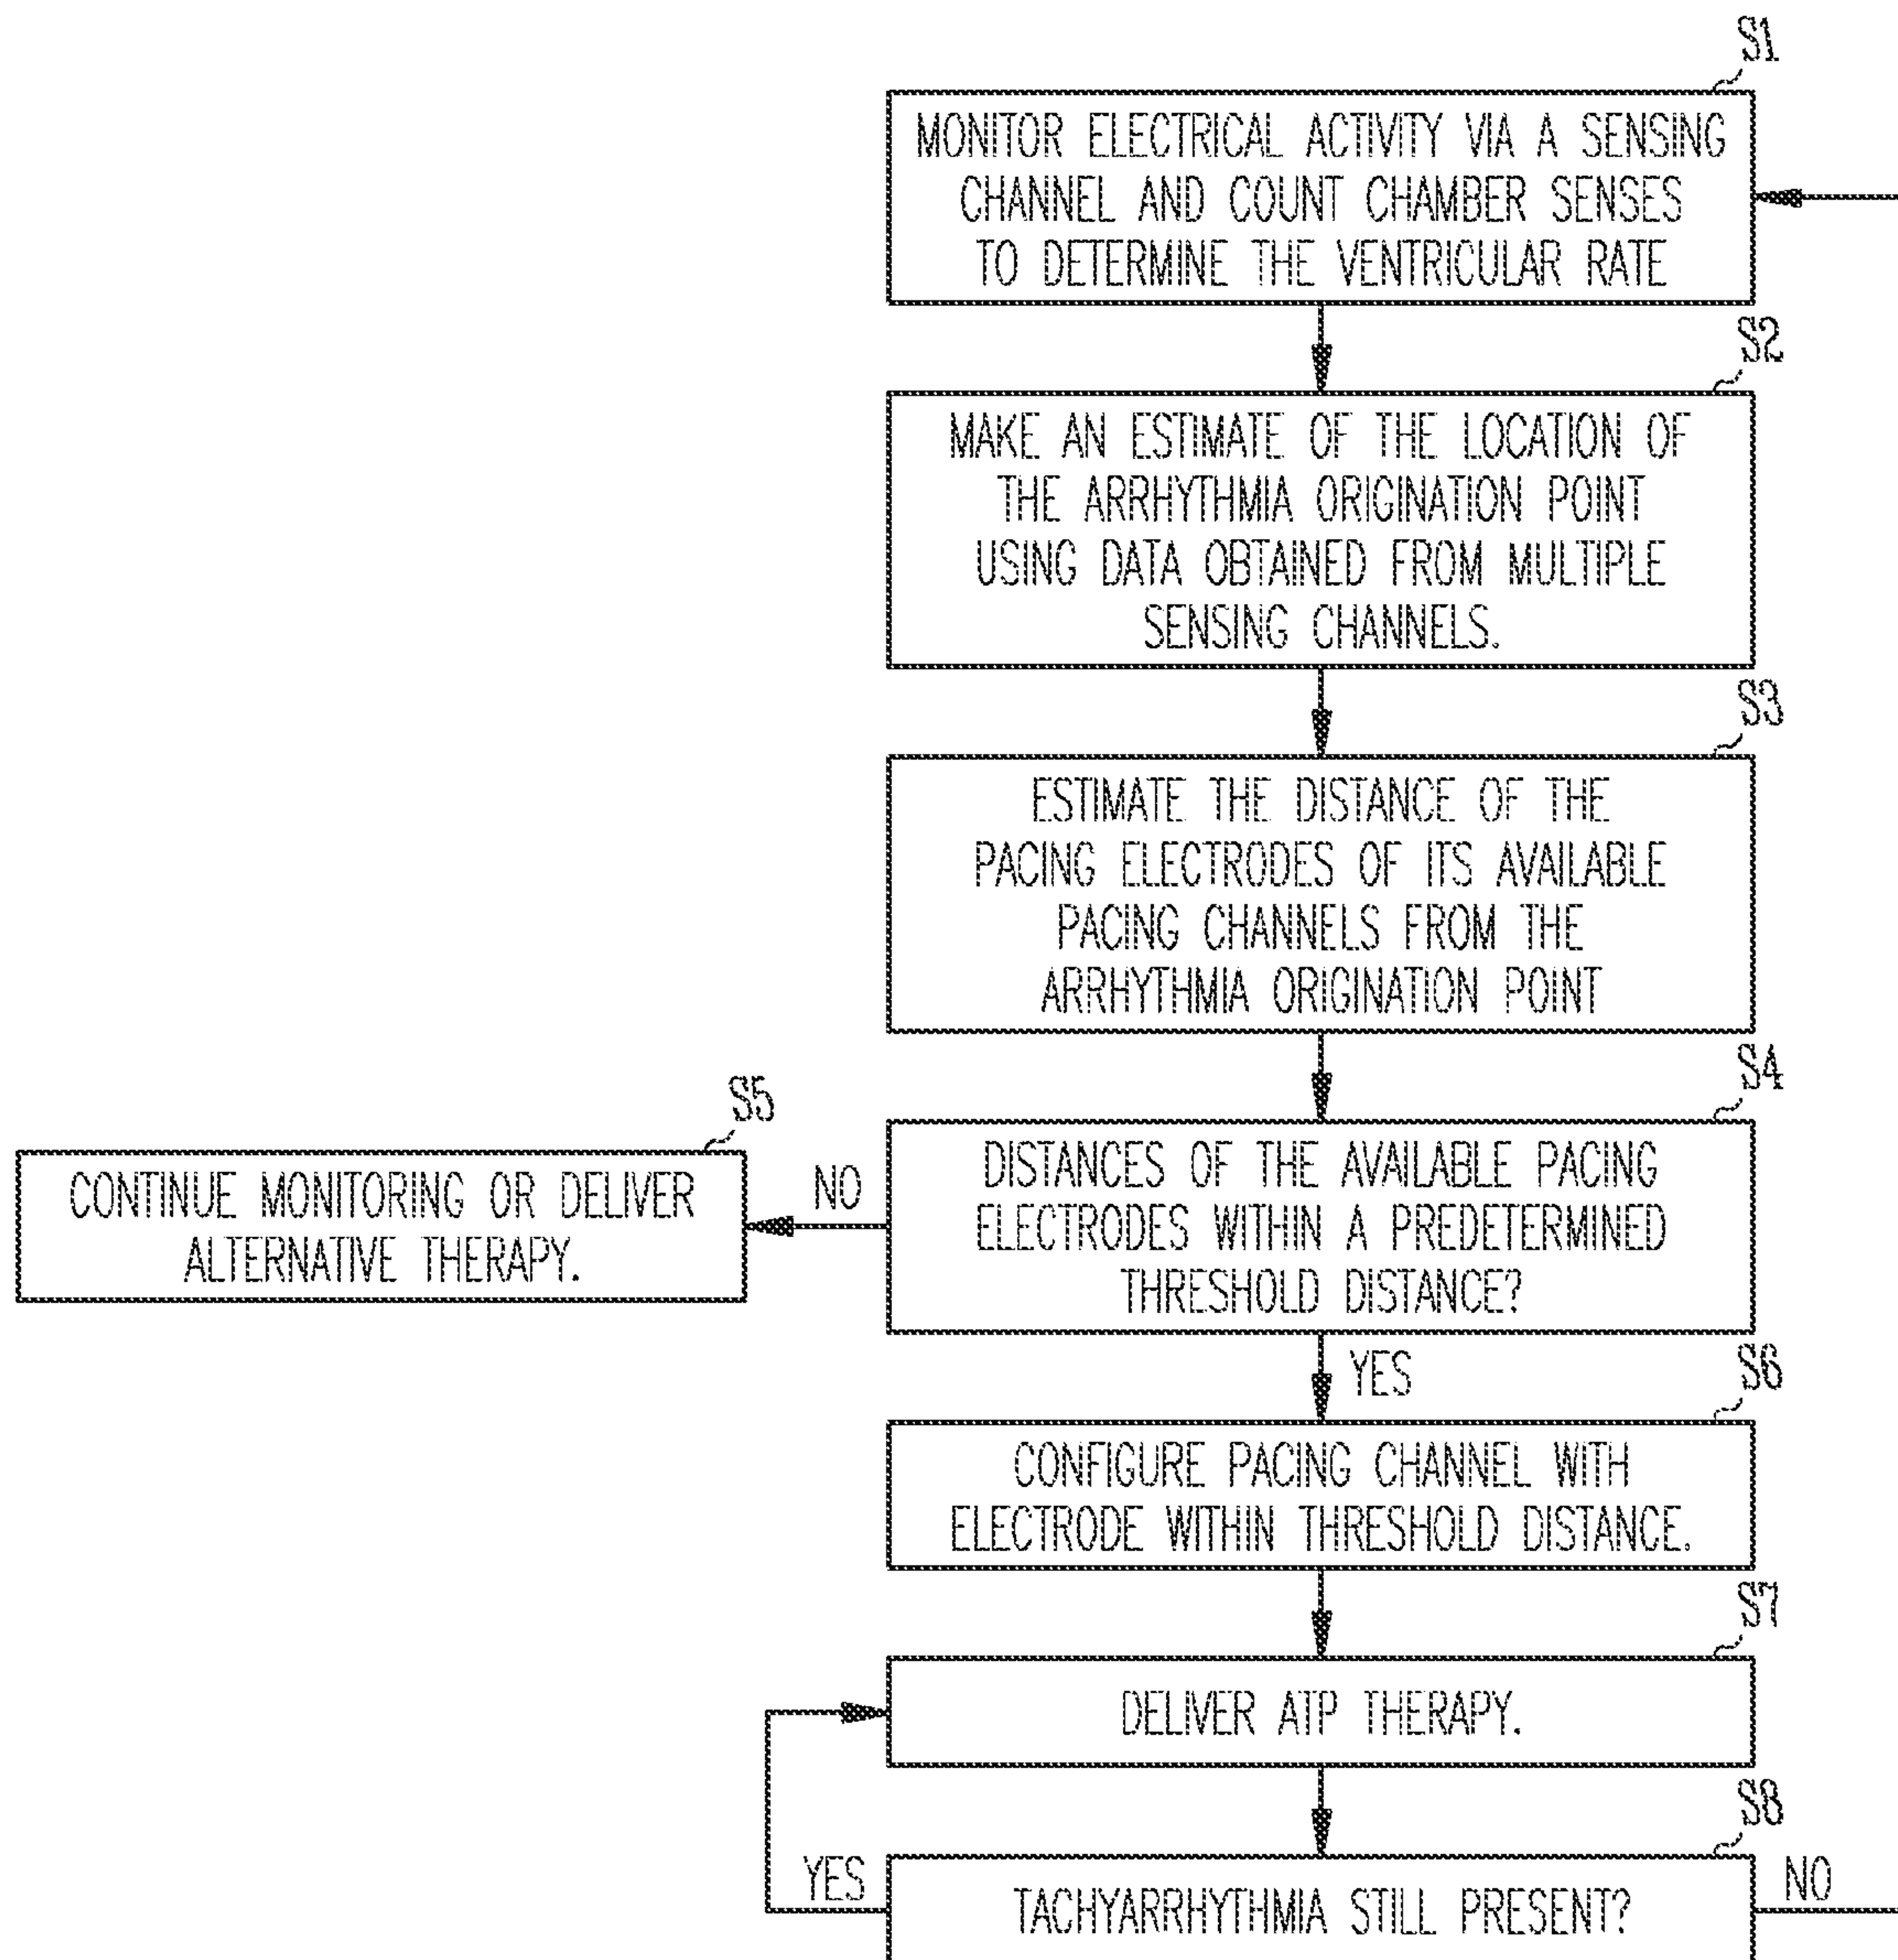 S1
MONITOR ELECTRICAL ACTIVITY VIA A SENSING
CHANNEL AND COUNT CHAMBER SENSES
TO DETERMINE THE VENTRICULAR RATE
S2
MAKE AN ESTIMATE OF THE LOCATION OF
THE ARRHYTHMIA ORIGINATION POINT
USING DATA OBTAINED FROM MULTIPLE
SENSING CHANNELS.
S3
ESTIMATE THE DISTANCE OF THE
PACING ELECTRODES OF ITS AVAILABLE
PACING CHANNELS FROM THE
ARRHYTHMIA ORIGINATION POINT
S4
DISTANCES OF THE AVAILABLE PACING
ELECTRODES WITHIN A PREDETERMINED
THRESHOLD DISTANCE?
NO
S5
CONTINUE MONITORING OR DELIVER
ALTERNATIVE THERAPY.
YES
S6
CONFIGURE PACING CHANNEL WITH
ELECTRODE WITHIN THRESHOLD DISTANCE.
S7
DELIVER ATP THERAPY.
S8
TACHYARRHYTHMIA STILL PRESENT?
YES
NO